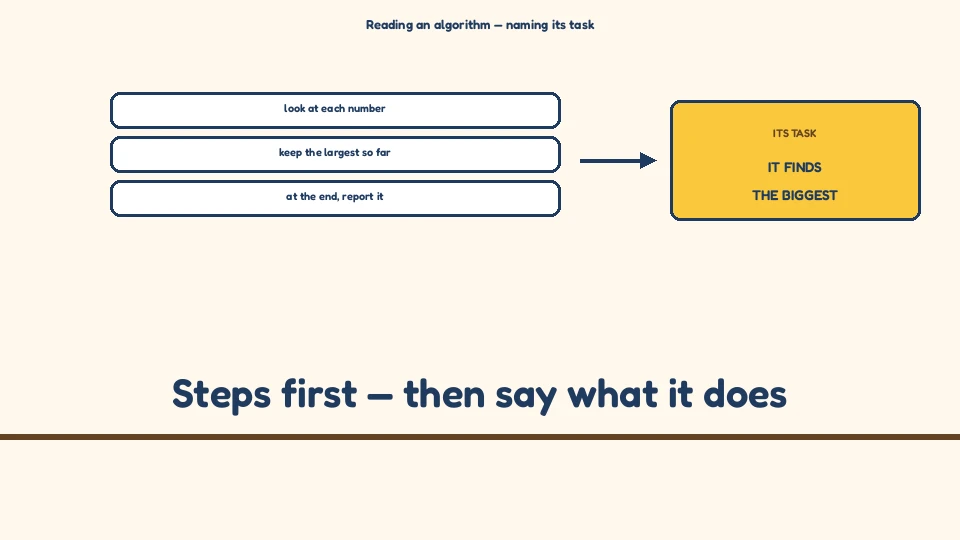 Reading an algorithm — naming its task
look at each number
keep the largest so far
at the end, report it
ITS TASK
IT FINDS
THE BIGGEST
Steps first — then say what it does